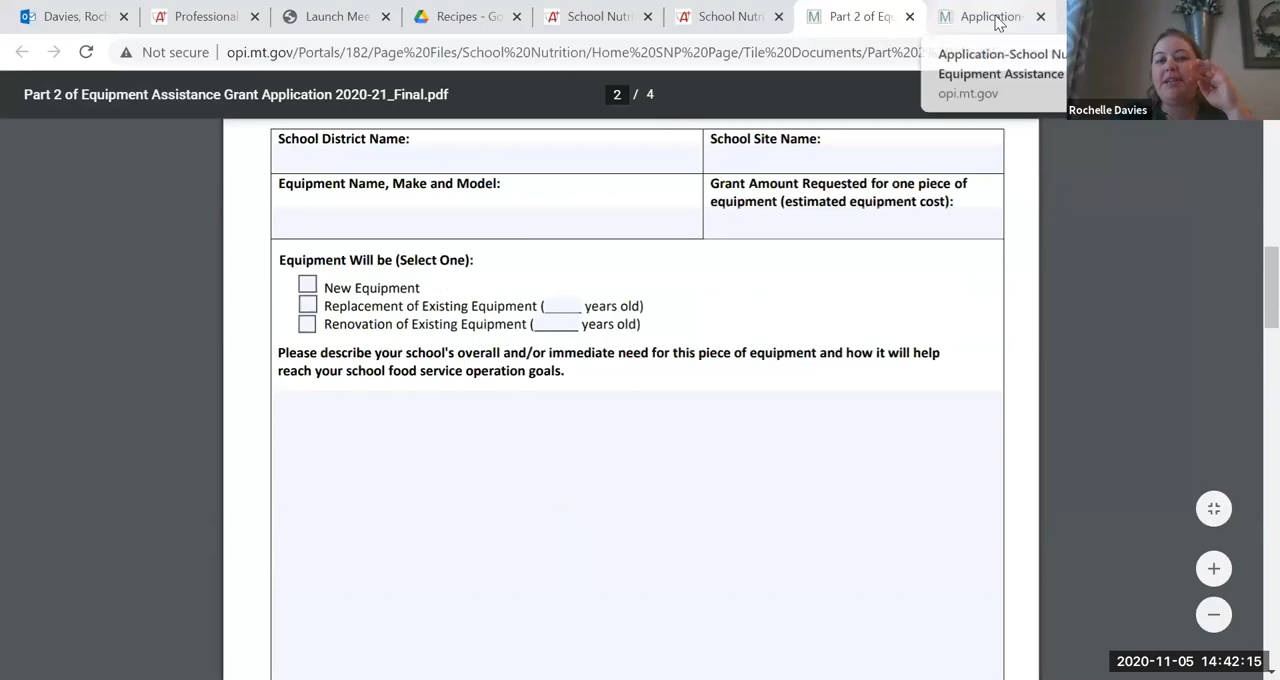 Davies, Roch
Professional
Launch Mee
Recipes - Go
School Nutri
School Nutri
Part 2 of Equ
Application-
Not secure
opi.mt.gov/Portals/182/Page%20Files/School%20Nutrition/Home%20SNP%20Page/Tile%20Documents/Part%202%
Application-School Nu
Equipment Assistance
opi.mt.gov
Rochelle Davies
Part 2 of Equipment Assistance Grant Application 2020-21_Final.pdf
2 / 4
School District Name:
School Site Name:
Equipment Name, Make and Model:
Grant Amount Requested for one piece of
equipment (estimated equipment cost):
Equipment Will be (Select One):
New Equipment
Replacement of Existing Equipment (____ years old)
Renovation of Existing Equipment (_____ years old)
Please describe your school's overall and/or immediate need for this piece of equipment and how it will help
reach your school food service operation goals.
2020-11-05 14:42:15